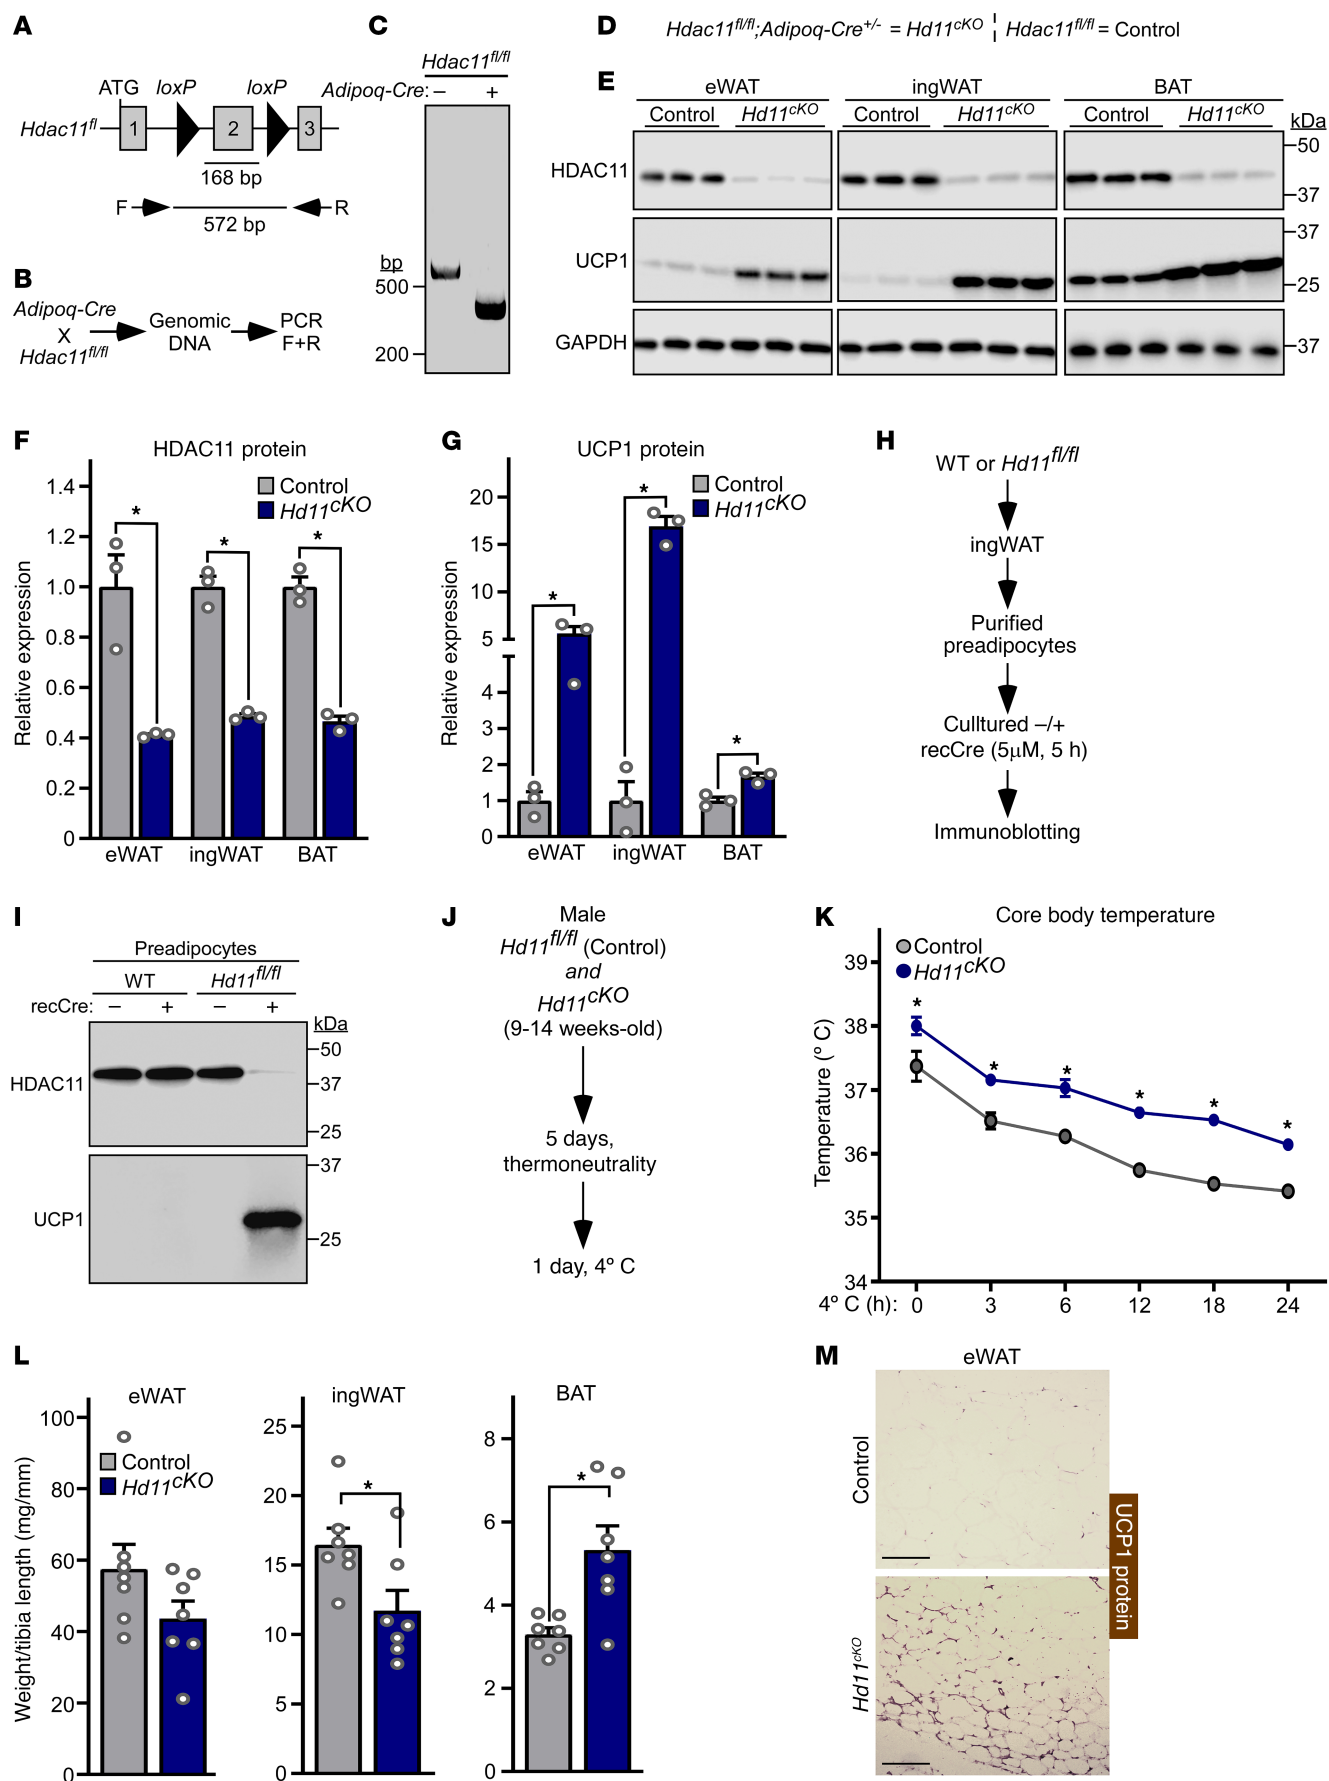 A
ATG loxP loxP
Hdac11fl 1 2 3
168 bp
F R
572 bp
B
Adipoq-Cre
X
Hdac11fl/fl
Genomic
DNA
PCR
F+R
C
Hdac11fl/fl
Adipoq-Cre: – +
bp
500
200
D
Hdac11fl/fl;Adipoq-Cre+/- = Hd11cKO ¦ Hdac11fl/fl = Control
E
eWAT ingWAT BAT
Control Hd11cKO Control Hd11cKO Control Hd11cKO
kDa
HDAC11
50
37
UCP1
37
25
GAPDH
37
F
HDAC11 protein
Control
Hd11cKO
Relative expression
1.4
1.2
1.0
0.8
0.6
0.4
0.2
0
* * *
eWAT ingWAT BAT
G
UCP1 protein
Control
Hd11cKO
Relative expression
20
15
10
5
4
3
2
1
0
* * *
eWAT ingWAT BAT
H
WT or Hd11fl/fl
ingWAT
Purified
preadipocytes
Cultured –/+
recCre (5µM, 5 h)
Immunoblotting
I
Preadipocytes
WT Hd11fl/fl
recCre: – + – +
kDa
HDAC11
50
37
25
UCP1
37
25
J
Male
Hd11fl/fl (Control)
and
Hd11cKO
(9-14 weeks-old)
5 days,
thermoneutrality
1 day, 4º C
K
Core body temperature
Control
Hd11cKO
Temperature (º C)
39
38
37
36
35
34
* * * * * *
4º C (h): 0 3 6 12 18 24
L
Weight/tibia length (mg/mm)
eWAT
Control
Hd11cKO
100
80
60
40
20
0
ingWAT
25
20
15
10
5
0
*
BAT
8
6
4
2
0
*
M
eWAT
Control
Hd11cKO
UCP1 protein